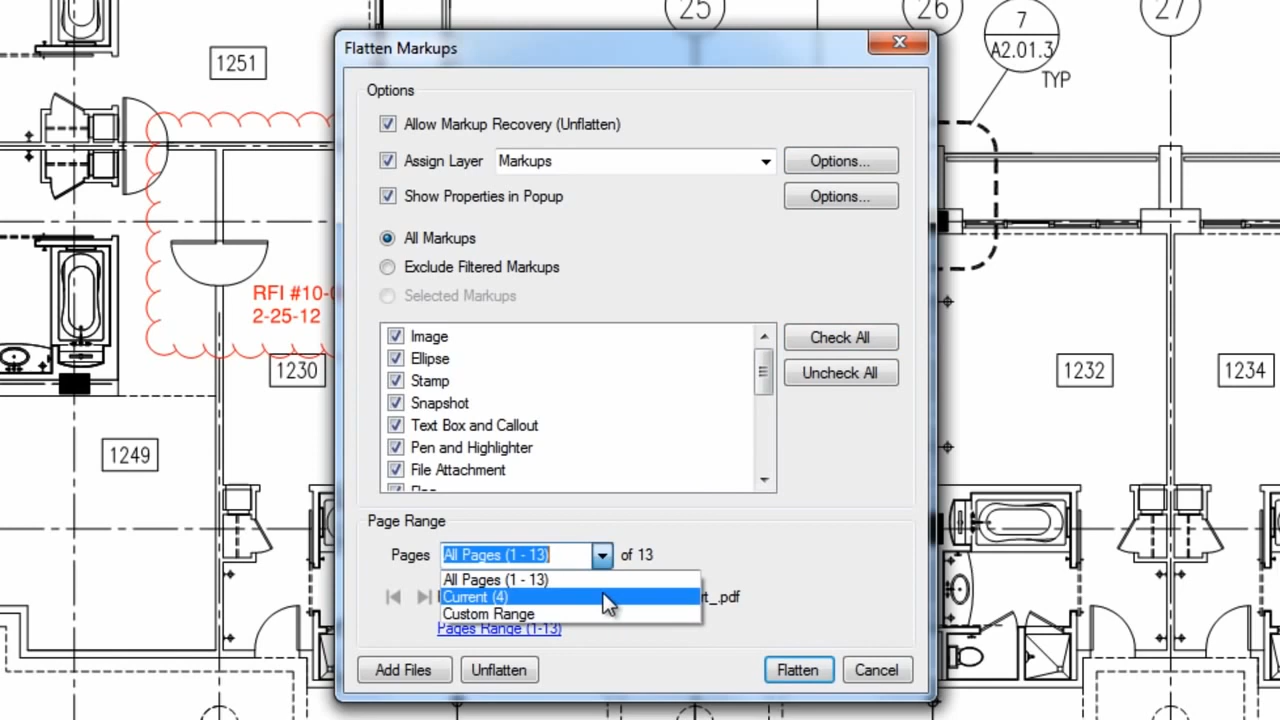 25
26
27
7
A2.01.3
TYP
1251
RFI #10-
2-25-12
1230
1249
1232
1234
Flatten Markups
Options
Allow Markup Recovery (Unflatten)
Assign Layer Markups Options...
Show Properties in Popup Options...
All Markups
Exclude Filtered Markups
Selected Markups
Image
Ellipse
Stamp
Snapshot
Text Box and Callout
Pen and Highlighter
File Attachment
Check All
Uncheck All
Page Range
Pages All Pages (1 - 13) of 13
All Pages (1 - 13)
Current (4)
Custom Range
rt_.pdf
Pages Range (1-13)
Add Files Unflatten Flatten Cancel